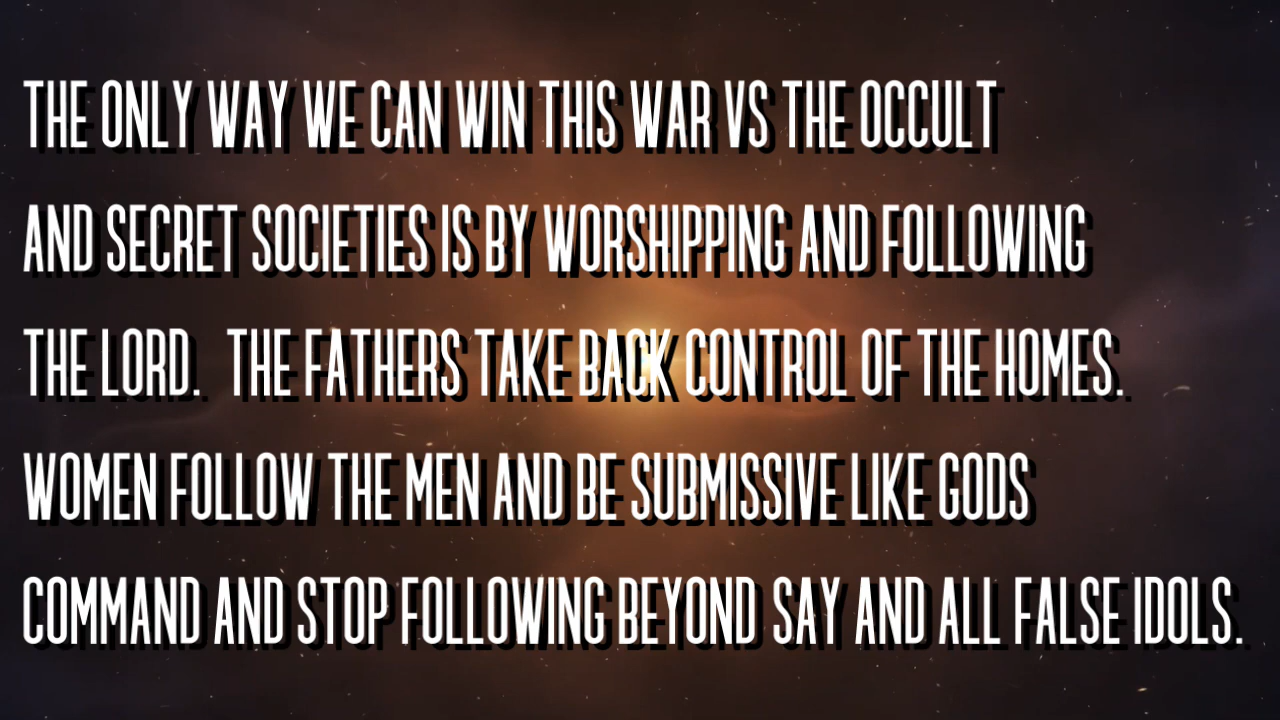 THE ONLY WAY WE CAN WIN THIS WAR VS THE OCCULT
AND SECRET SOCIETIES IS BY WORSHIPPING AND FOLLOWING
THE LORD. THE FATHERS TAKE BACK CONTROL OF THE HOMES.
WOMEN FOLLOW THE MEN AND BE SUBMISSIVE LIKE GODS
COMMAND AND STOP FOLLOWING BEYOND SAY AND ALL FALSE IDOLS.